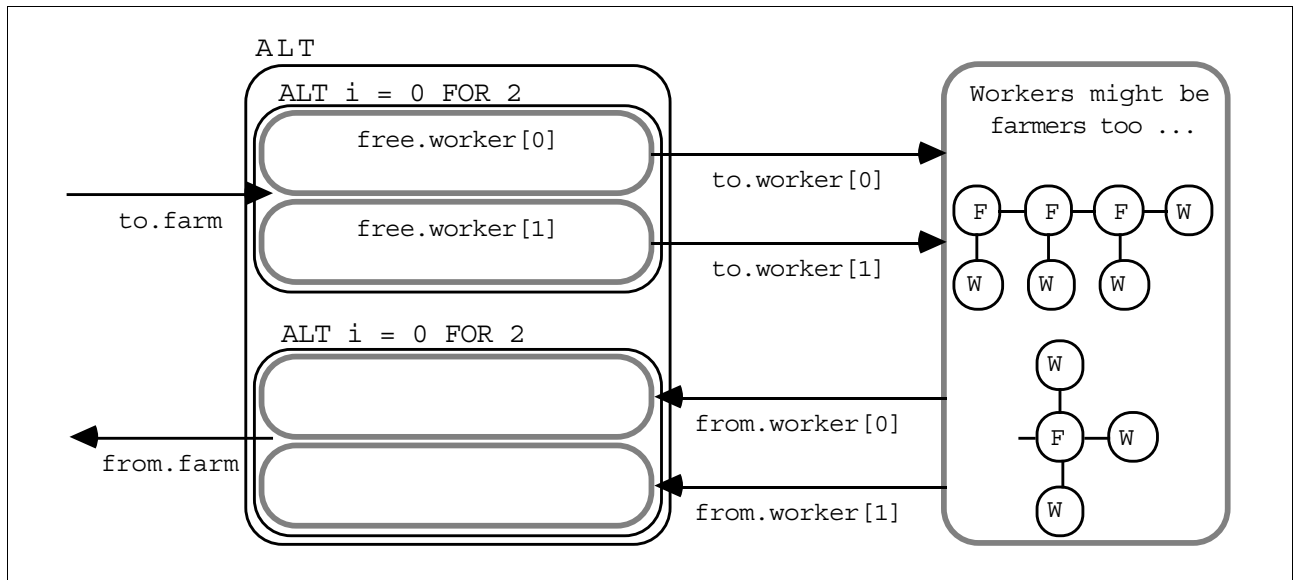 ALT
ALT i = 0 FOR 2
free.worker[0]
to.worker[0]
to.farm
free.worker[1]
to.worker[1]
ALT i = 0 FOR 2
from.worker[0]
from.farm
from.worker[1]
Workers might be
farmers too ...
F F F W
W W W
W
F W
W